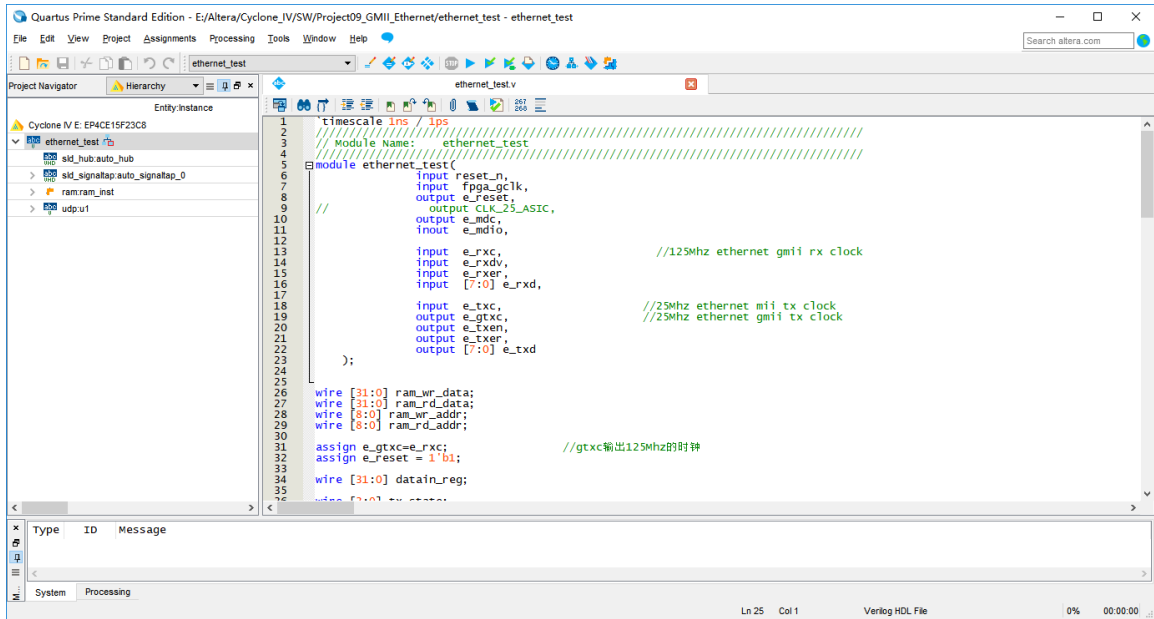 Quartus Prime Standard Edition - E:/Altera/Cyclone_IV/SW/Project09_GMII_Ethernet/ethernet_test - ethernet_test
File Edit View Project Assignments Processing Tools Window Help
Search altera.com
ethernet_test
Project Navigator Hierarchy
ethernet_test.v
Entity:Instance
Cyclone IV E: EP4CE15F23C8
ethernet_test
sld_hub:auto_hub
sld_signaltap:auto_signaltap_0
ram:ram_inst
udp:u1
267
268
1 `timescale 1ns / 1ps
2 //////////////////////////////////////////////////////////////////////////////////
3 // Module Name:    ethernet_test
4 //////////////////////////////////////////////////////////////////////////////////
5 module ethernet_test(
6 input reset_n,
7 input  fpga_gclk,
8 output e_reset,
9 //               output CLK_25_ASIC,
10 output e_mdc,
11 inout  e_mdio,
12
13 input  e_rxc,                   //125Mhz ethernet gmii rx clock
14 input  e_rxdv,
15 input  e_rxer,
16 input  [7:0] e_rxd,
17
18 input  e_txc,                   //25Mhz ethernet mii tx clock
19 output e_gtxc,                  //25Mhz ethernet gmii tx clock
20 output e_txen,
21 output e_txer,
22 output [7:0] e_txd
23 );
24
25
26 wire [31:0] ram_wr_data;
27 wire [31:0] ram_rd_data;
28 wire [8:0] ram_wr_addr;
29 wire [8:0] ram_rd_addr;
30
31 assign e_gtxc=e_rxc;                 //gtxc输出125Mhz的时钟
32 assign e_reset = 1'b1;
33
34 wire [31:0] datain_reg;
35
36 wire [3:0] tx_state;
Type ID Message
System Processing
Ln 25 Col 1 Verilog HDL File 0% 00:00:00